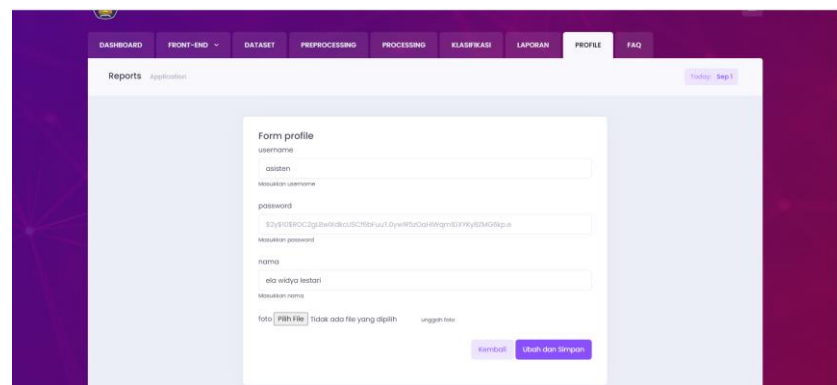 DASHBOARD FRONT-END DATASET PREPROCESSING PROCESSING KLASIFIKASI LAPORAN PROFILE FAQ
Reports Application Today: Sep 1
Form profile
username
asisten
Masukkan username
password
Masukkan password
nama
ela widya lestari
Masukkan nama
foto Pilih File Tidak ada file yang dipilih unggah foto
Kembali Ubah dan Simpan